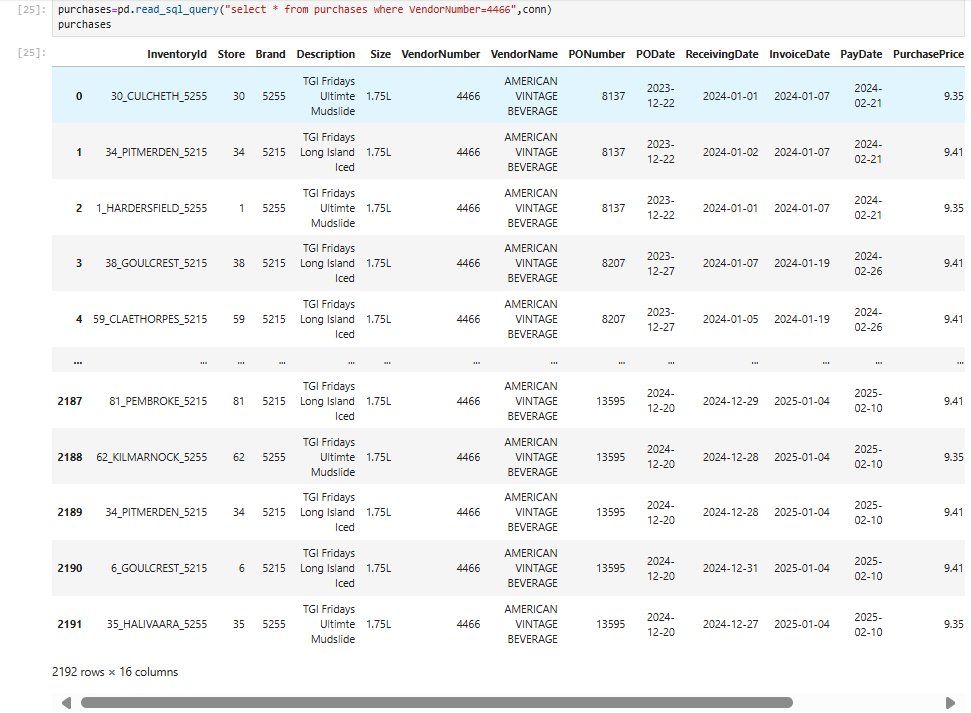 [25]: purchases=pd.read_sql_query("select * from purchases where VendorNumber=4466",conn)
purchases
[25]: InventoryId Store Brand Description Size VendorNumber VendorName PONumber PODate ReceivingDate InvoiceDate PayDate PurchasePrice
0 30_CULCHETH_5255 30 5255 TGI Fridays Ultimte Mudslide 1.75L 4466 AMERICAN VINTAGE BEVERAGE 8137 2023-12-22 2024-01-01 2024-01-07 2024-02-21 9.35
1 34_PITMERDEN_5215 34 5215 TGI Fridays Long Island Iced 1.75L 4466 AMERICAN VINTAGE BEVERAGE 8137 2023-12-22 2024-01-02 2024-01-07 2024-02-21 9.41
2 1_HARDERSFIELD_5255 1 5255 TGI Fridays Ultimte Mudslide 1.75L 4466 AMERICAN VINTAGE BEVERAGE 8137 2023-12-22 2024-01-01 2024-01-07 2024-02-21 9.35
3 38_GOULCREST_5215 38 5215 TGI Fridays Long Island Iced 1.75L 4466 AMERICAN VINTAGE BEVERAGE 8207 2023-12-27 2024-01-07 2024-01-19 2024-02-26 9.41
4 59_CLAETHORPES_5215 59 5215 TGI Fridays Long Island Iced 1.75L 4466 AMERICAN VINTAGE BEVERAGE 8207 2023-12-27 2024-01-05 2024-01-19 2024-02-26 9.41
... ... ... ... ... ... ... ... ... ... ... ... ... ...
2187 81_PEMBROKE_5215 81 5215 TGI Fridays Long Island Iced 1.75L 4466 AMERICAN VINTAGE BEVERAGE 13595 2024-12-20 2024-12-29 2025-01-04 2025-02-10 9.41
2188 62_KILMARNOCK_5255 62 5255 TGI Fridays Ultimte Mudslide 1.75L 4466 AMERICAN VINTAGE BEVERAGE 13595 2024-12-20 2024-12-28 2025-01-04 2025-02-10 9.35
2189 34_PITMERDEN_5215 34 5215 TGI Fridays Long Island Iced 1.75L 4466 AMERICAN VINTAGE BEVERAGE 13595 2024-12-20 2024-12-28 2025-01-04 2025-02-10 9.41
2190 6_GOULCREST_5215 6 5215 TGI Fridays Long Island Iced 1.75L 4466 AMERICAN VINTAGE BEVERAGE 13595 2024-12-20 2024-12-31 2025-01-04 2025-02-10 9.41
2191 35_HALIVAARA_5255 35 5255 TGI Fridays Ultimte Mudslide 1.75L 4466 AMERICAN VINTAGE BEVERAGE 13595 2024-12-20 2024-12-27 2025-01-04 2025-02-10 9.35
2192 rows × 16 columns